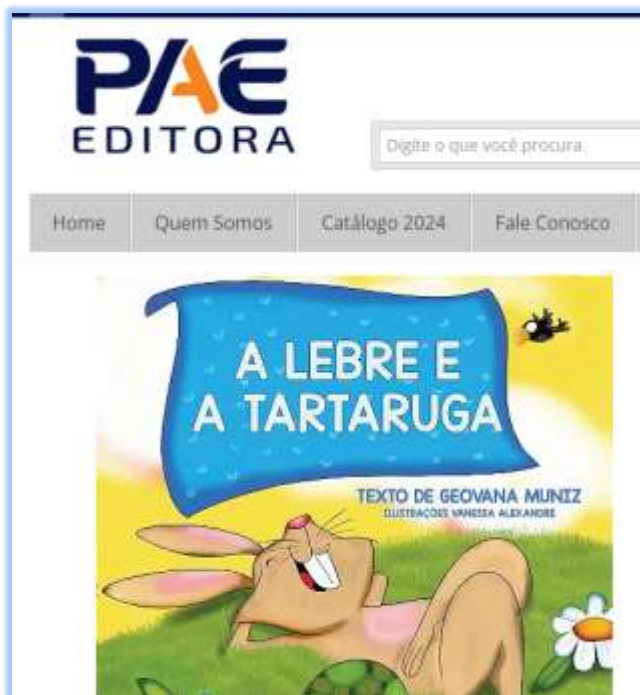 PAE
EDITORA
Digite o que você procura
Home Quem Somos Catálogo 2024 Fale Conosco
A LEBRE E
A TARTARUGA
TEXTO DE GEOVANA MUNIZ
ILUSTRAÇÕES VANESSA ALEXANDRE